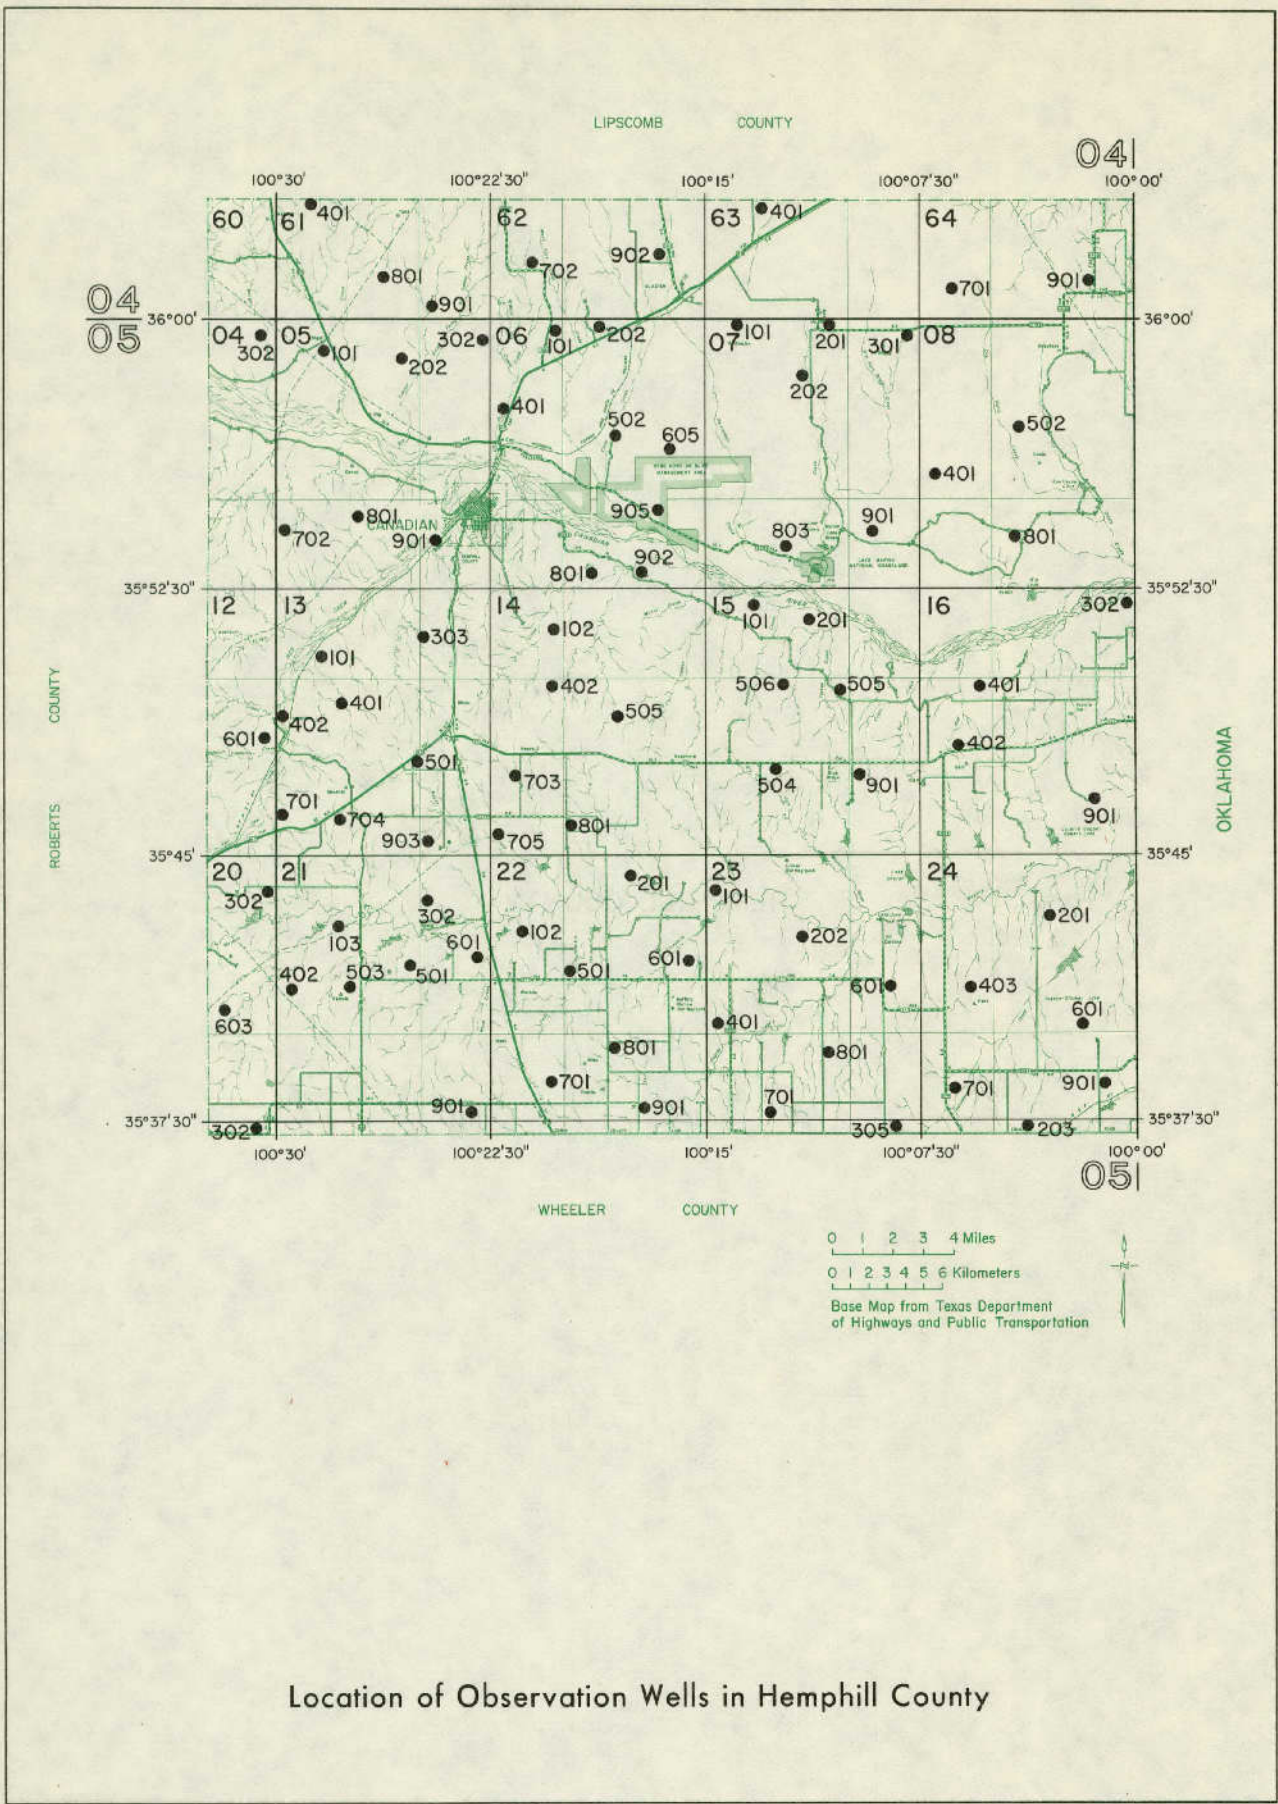 LIPSCOMB COUNTY
04|
100°30' 100°22'30" 100°15' 100°07'30" 100°00'
60 61 401 62 63 401 64
902
702
801 901
701
901
04
36°00' 36°00'
05
04 05 302 06 202 101 07 201 301 08
302 101 202 101
202
401
502 605 502
401
905
801 901
702 CANADIAN 803 801
901
902
801
35°52'30" 35°52'30"
12 13 14 15 16 302
101 201
102
303
101
402 506 505 401
401
402 505
601 402
501
703 504 901
701 901
704 801
903 705
35°45' 35°45'
20 21 22 23 24
201
302 101
302
201
103 102 202
601
601
402 503 501 501 601 403
603
401 601
801 801
701 701 701 901
901 901
35°37'30" 35°37'30"
302 305 203
100°30' 100°22'30" 100°15' 100°07'30" 100°00'
05|
ROBERTS COUNTY
OKLAHOMA
WHEELER COUNTY
0 1 2 3 4 Miles
0 1 2 3 4 5 6 Kilometers
Base Map from Texas Department
of Highways and Public Transportation
Location of Observation Wells in Hemphill County